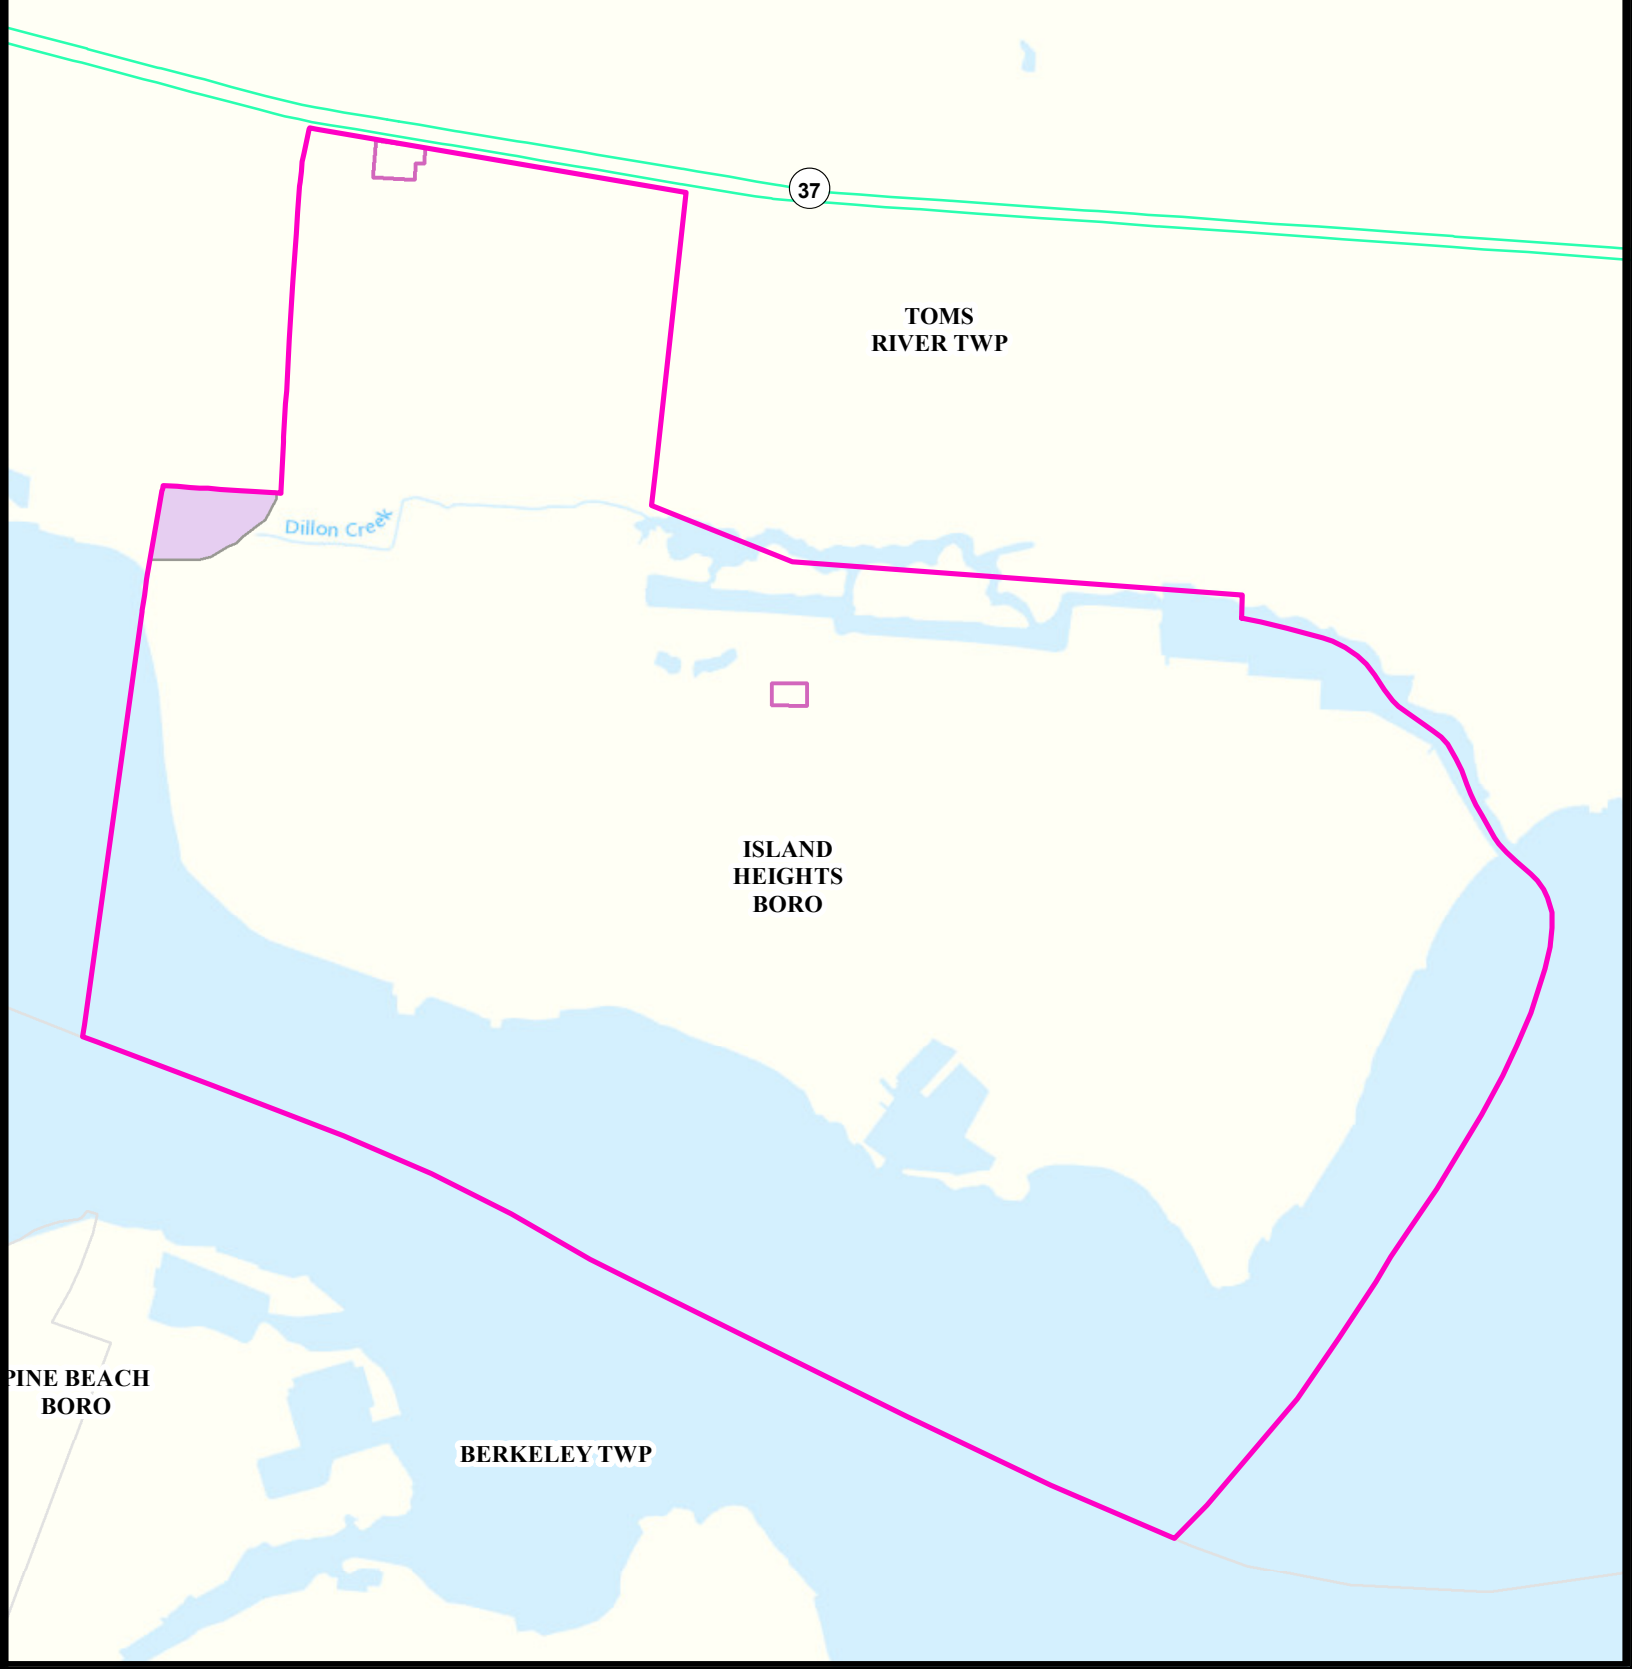 37
TOMS
RIVER TWP
Dillon Creek
ISLAND
HEIGHTS
BORO
PINE BEACH
BORO
BERKELEY TWP